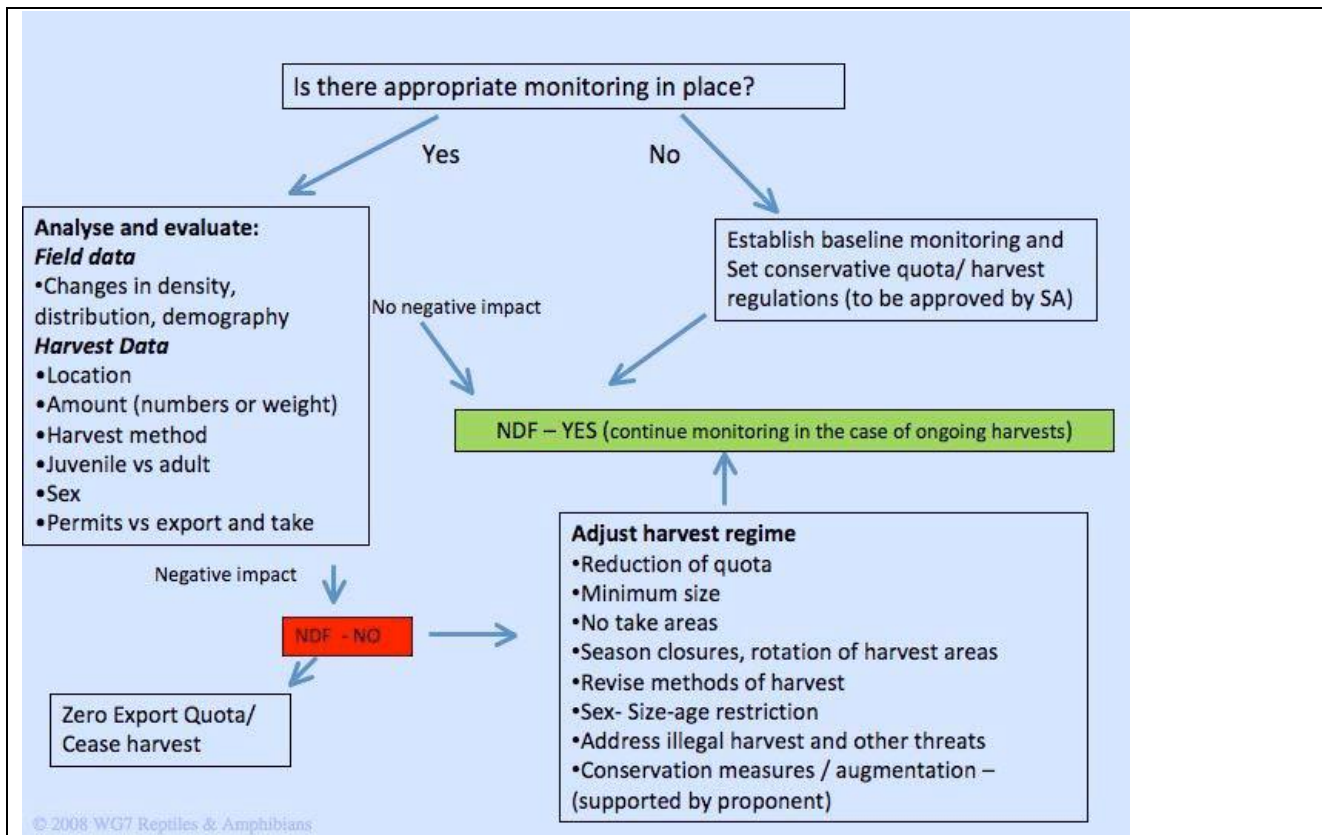 Is there appropriate monitoring in place?
Yes
No
Analyse and evaluate:
Field data
•Changes in density,
distribution, demography
Harvest Data
•Location
•Amount (numbers or weight)
•Harvest method
•Juvenile vs adult
•Sex
•Permits vs export and take
No negative impact
Establish baseline monitoring and
Set conservative quota/ harvest
regulations (to be approved by SA)
NDF – YES (continue monitoring in the case of ongoing harvests)
Negative impact
NDF - NO
Zero Export Quota/
Cease harvest
Adjust harvest regime
•Reduction of quota
•Minimum size
•No take areas
•Season closures, rotation of harvest areas
•Revise methods of harvest
•Sex- Size-age restriction
•Address illegal harvest and other threats
•Conservation measures / augmentation –
(supported by proponent)
© 2008 WG7 Reptiles & Amphibians